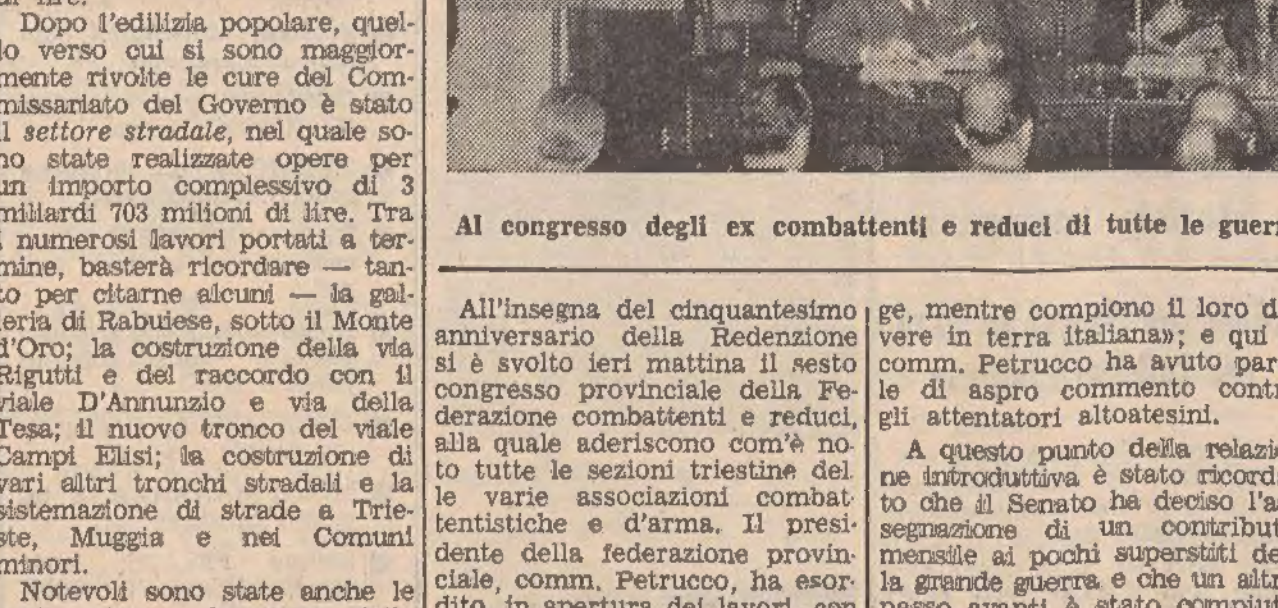 Dopo l'edilizia popolare, quel-
lo verso cui si sono maggior-
mente rivolte le cure del Com-
missariato del Governo è stato
il settore stradale, nel quale so-
no state realizzate opere per
un importo complessivo di 3
miliardi 703 milioni di lire. Tra
i numerosi lavori portati a ter-
mine, basterà ricordare — tan-
to per citarne alcuni — la gal-
leria di Rabuiese, sotto il Monte
d'Oro; la costruzione della via
Rigutti e del raccordo con il
viale D'Annunzio e via della
Tesa; il nuovo tronco del viale
Campi Elisi; la costruzione di
vari altri tronchi stradali e la
sistemazione di strade a Trie-
ste, Muggia e nei Comuni
minori.
Notevoli sono state anche le
Al congresso degli ex combattenti e reduci di tutte le guerr
All'insegna del cinquantesimo
anniversario della Redenzione
si è svolto ieri mattina il sesto
congresso provinciale della Fe-
derazione combattenti e reduci,
alla quale aderiscono com'è no-
to tutte le sezioni triestine del
le varie associazioni combat-
tentistiche e d'arma. Il presi-
dente della federazione provin-
ciale, comm. Petrucco, ha esor-
dito in apertura dei lavori, con
ge, mentre compiono il loro d
vere in terra italiana»; e qui
comm. Petrucco ha avuto par
le di aspro commento cont
gli attentatori altoatesini.
A questo punto della relazi
ne introduttiva è stato ricord
to che il Senato ha deciso l'a
segnazione di un contribut
mensile ai pochi superstiti de
la grande guerra e che un altr
passo avanti è stato compiu